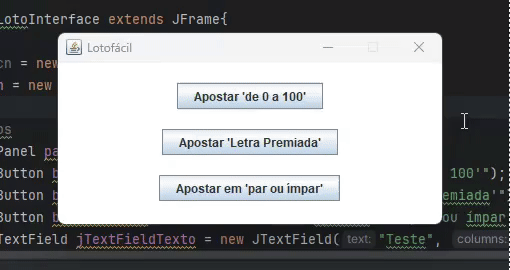 LotoInterface extends JFrame{
Lotofácil
cn = new
n = new
Apostar 'de 0 a 100'
os
Apostar 'Letra Premiada'
Panel pa
Button b 100'");
Button b emiada'"
Apostar em 'par ou ímpar'
Button b ou ímpar
TextField jTextFieldTexto = new JTextField( text: "Teste", columns: